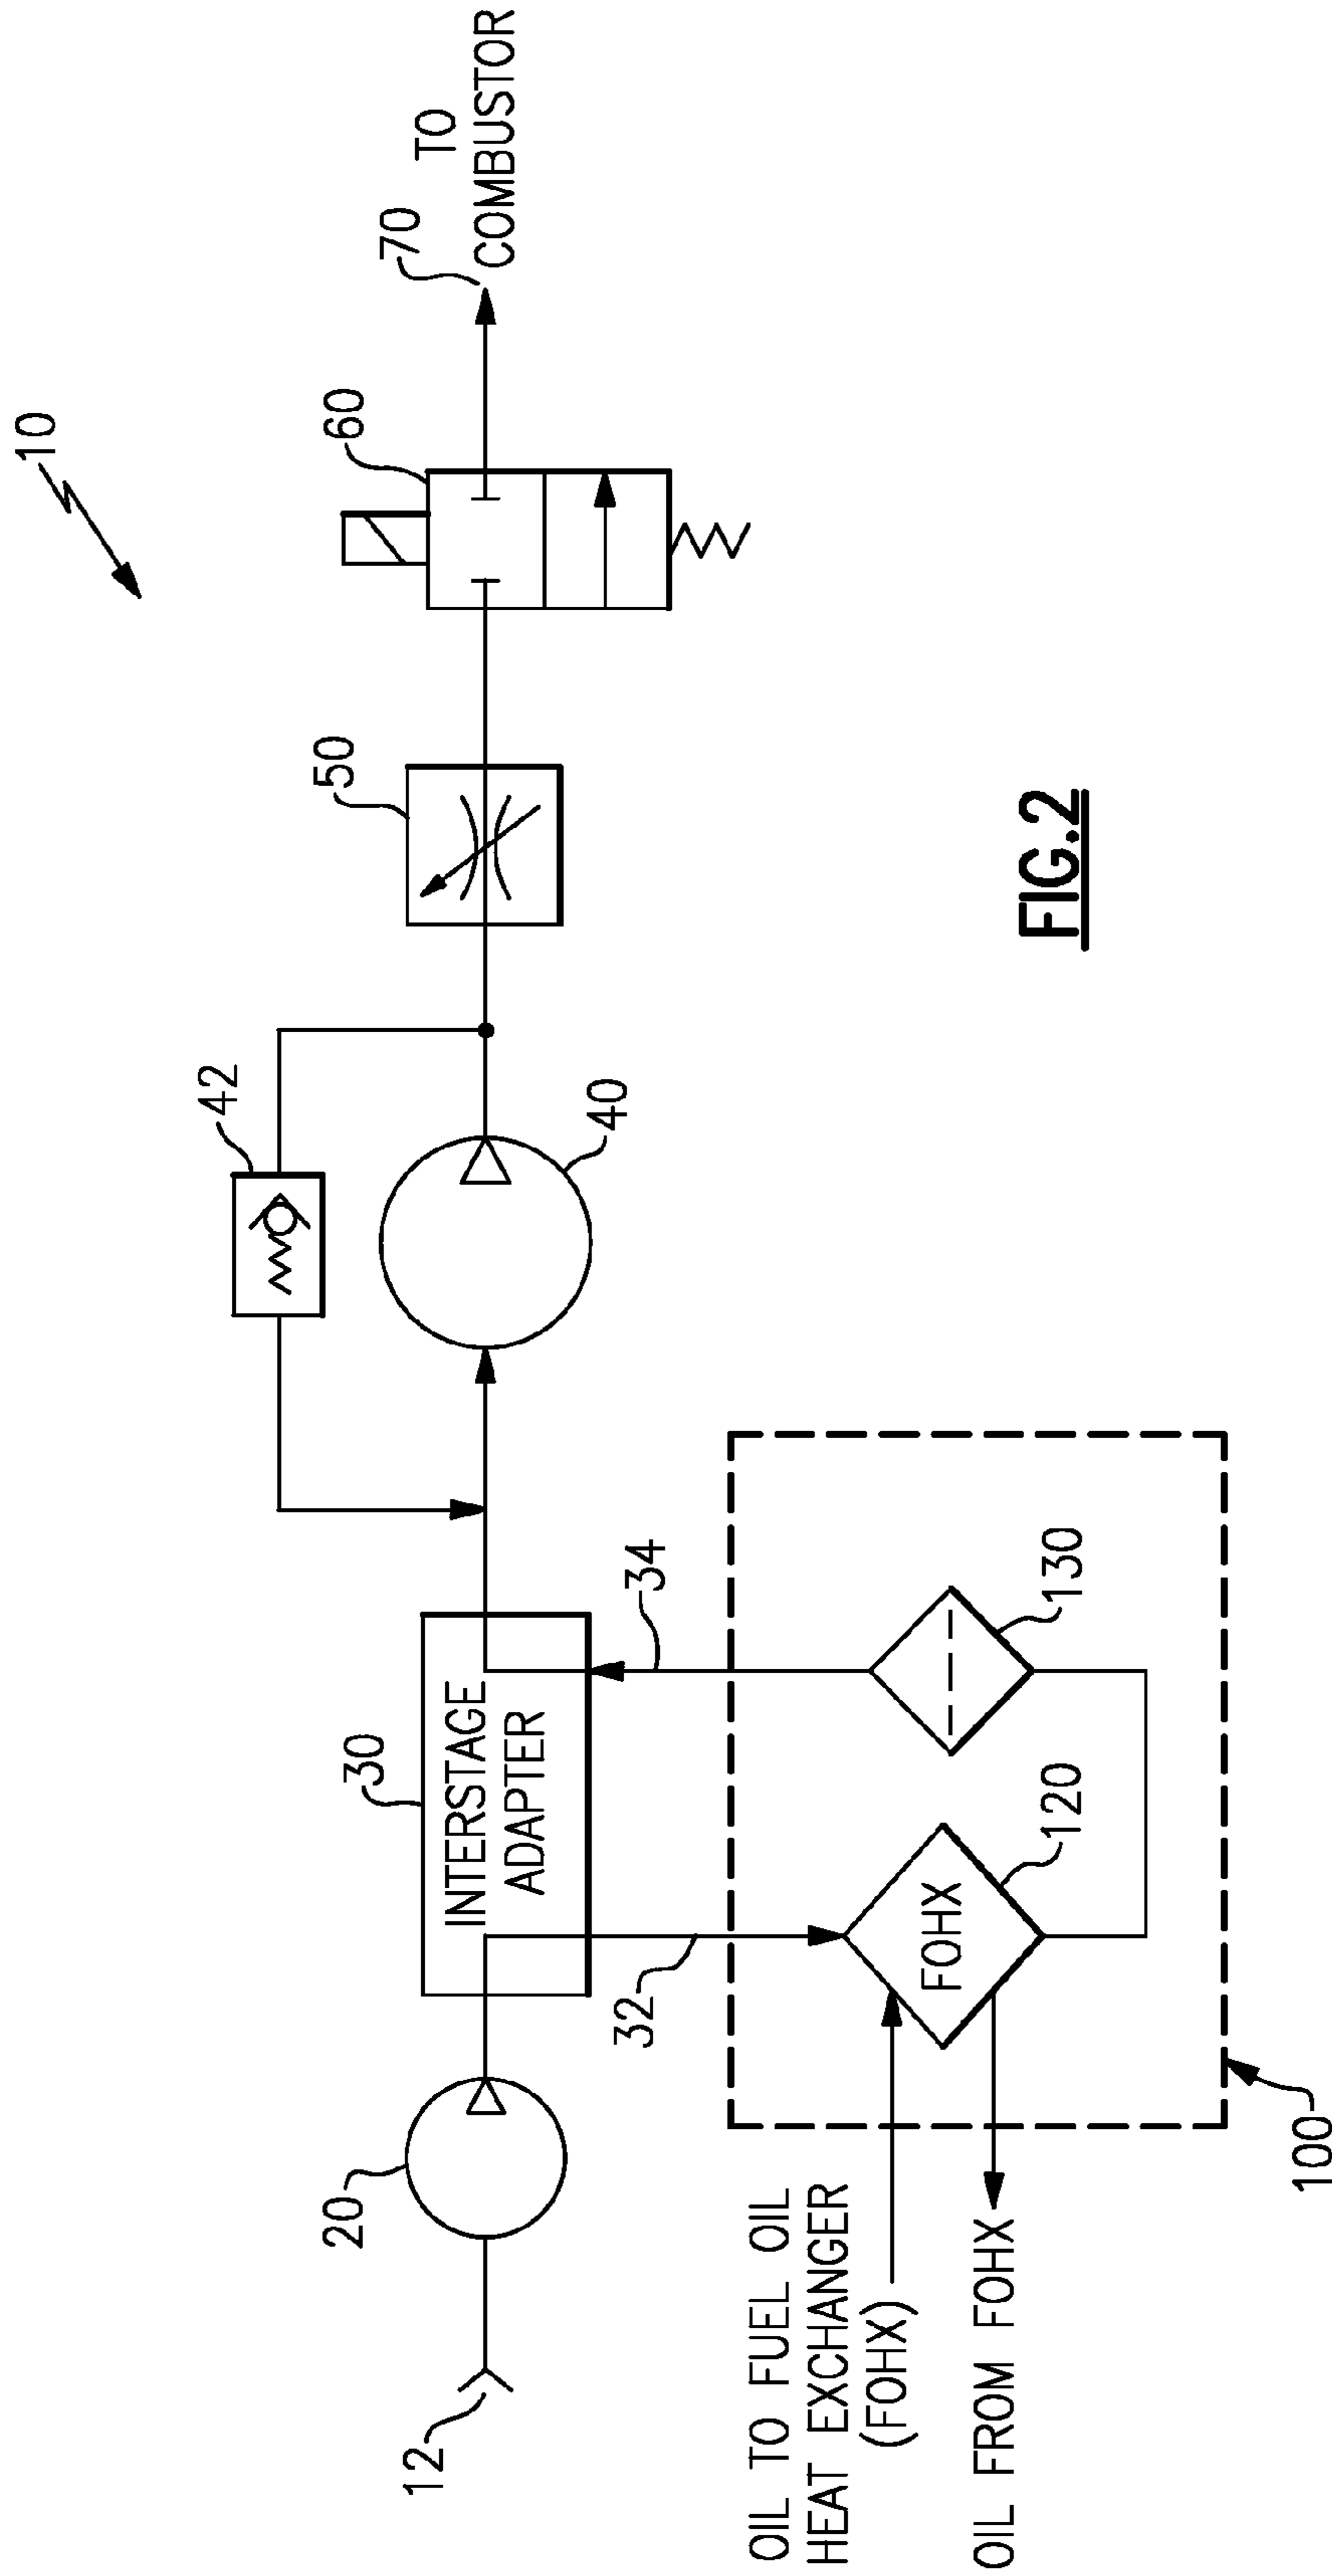 10
42
50
60
70
TO
COMBUSTOR
20
30
INTERSTAGE
ADAPTER
40
12
32
34
OIL TO FUEL OIL
HEAT EXCHANGER
(FOHX)
OIL FROM FOHX
FOHX
120
130
100
FIG.2